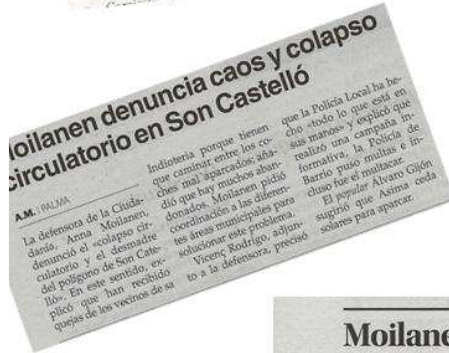 Moilanen denuncia caos y colapso
circulatorio en Son Castelló
A.M. | PALMA
La defensora de la Ciuda-
danía, Anna Moilanen,
denunció el «colapso cir-
culatorio y el desmadre
del polígono de Son Caste-
lló». En este sentido, ex-
plicó que han recibido
quejas de los vecinos de sa
Indioteria porque tienen
que caminar entre los co-
ches mal aparcados, aña-
dió que hay muchos aban-
donados. Moilanen pidió
coordinación a las diferen-
tes áreas municipales para
solucionar este problema.
Vicenç Rodrigo, adjun-
to a la defensora, precisó
que la Policía Local ha he-
cho «todo lo que está en
sus manos» y explicó que
realizó una campaña in-
formativa, la Policía de
Barrio puso multas e in-
cluso fue el multacar.
El popular Álvaro Gijón
sugirió que Asima ceda
solares para aparcar.
Moilane